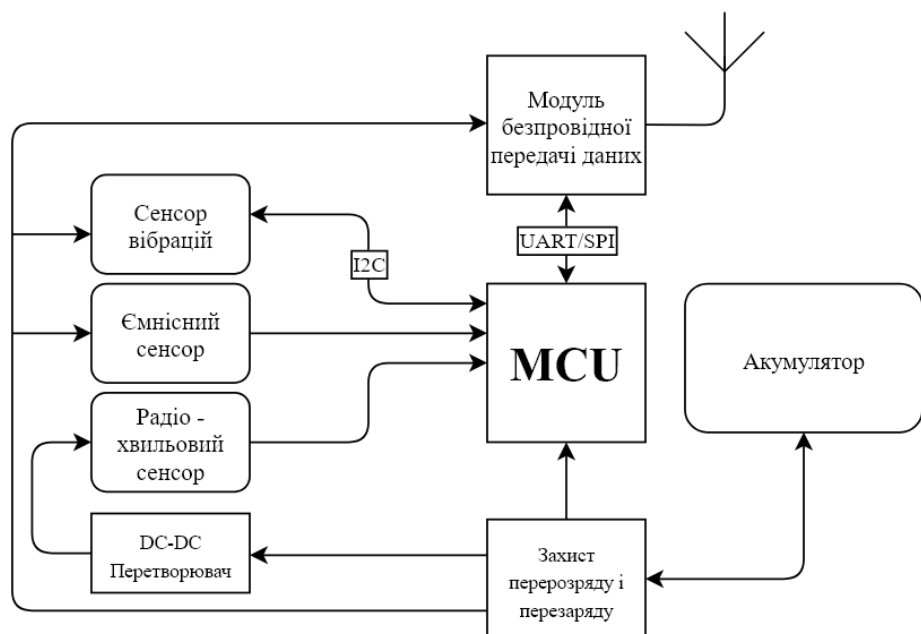 Модуль
безпровідної
передачі даних
Сенсор
вібрацій
UART/SPI
I2C
Ємнісний
сенсор
MCU
Акумулятор
Радіо -
хвильовий
сенсор
DC-DC
Перетворювач
Захист
перерозряду і
перезаряду